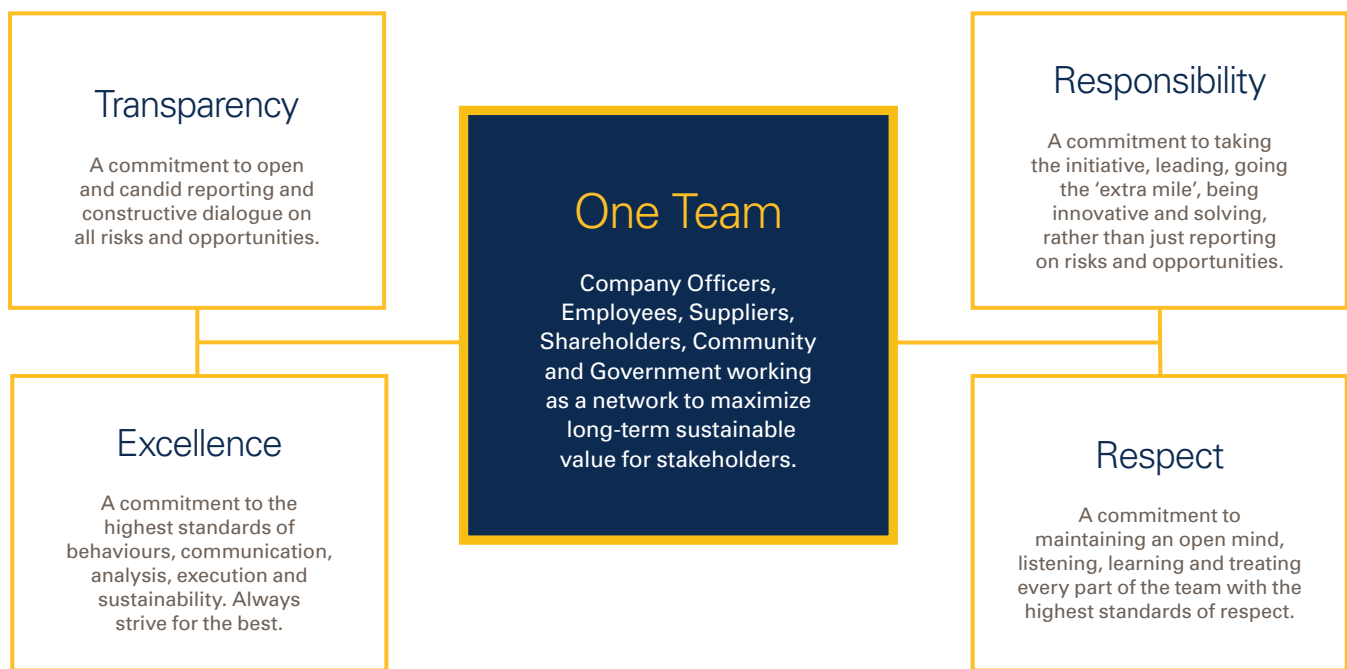 Transparency
A commitment to open
and candid reporting and
constructive dialogue on
all risks and opportunities.
Excellence
A commitment to the
highest standards of
behaviours, communication,
analysis, execution and
sustainability. Always
strive for the best.
One Team
Company Officers,
Employees, Suppliers,
Shareholders, Community
and Government working
as a network to maximize
long-term sustainable
value for stakeholders.
Responsibility
A commitment to taking
the initiative, leading, going
the ‘extra mile’, being
innovative and solving,
rather than just reporting
on risks and opportunities.
Respect
A commitment to
maintaining an open mind,
listening, learning and treating
every part of the team with the
highest standards of respect.